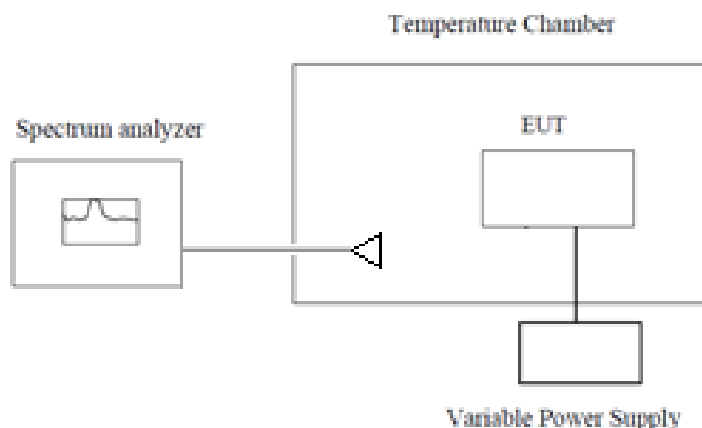 Temperature Chamber
Spectrum analyzer
EUT
Variable Power Supply